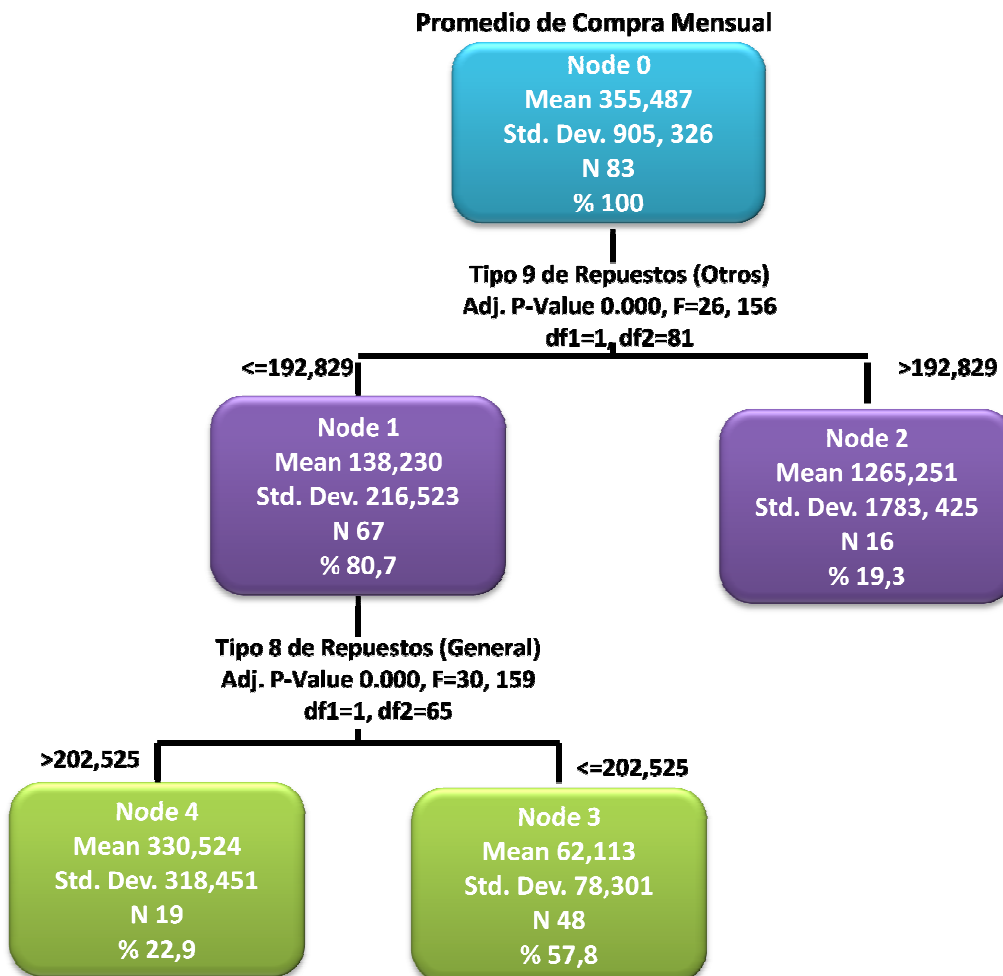 Promedio de Compra Mensual
Node 0
Mean 355,487
Std. Dev. 905, 326
N 83
% 100
Tipo 9 de Repuestos (Otros)
Adj. P-Value 0.000, F=26, 156
df1=1, df2=81
<=192,829
>192,829
Node 1
Mean 138,230
Std. Dev. 216,523
N 67
% 80,7
Node 2
Mean 1265,251
Std. Dev. 1783, 425
N 16
% 19,3
Tipo 8 de Repuestos (General)
Adj. P-Value 0.000, F=30, 159
df1=1, df2=65
>202,525
<=202,525
Node 4
Mean 330,524
Std. Dev. 318,451
N 19
% 22,9
Node 3
Mean 62,113
Std. Dev. 78,301
N 48
% 57,8